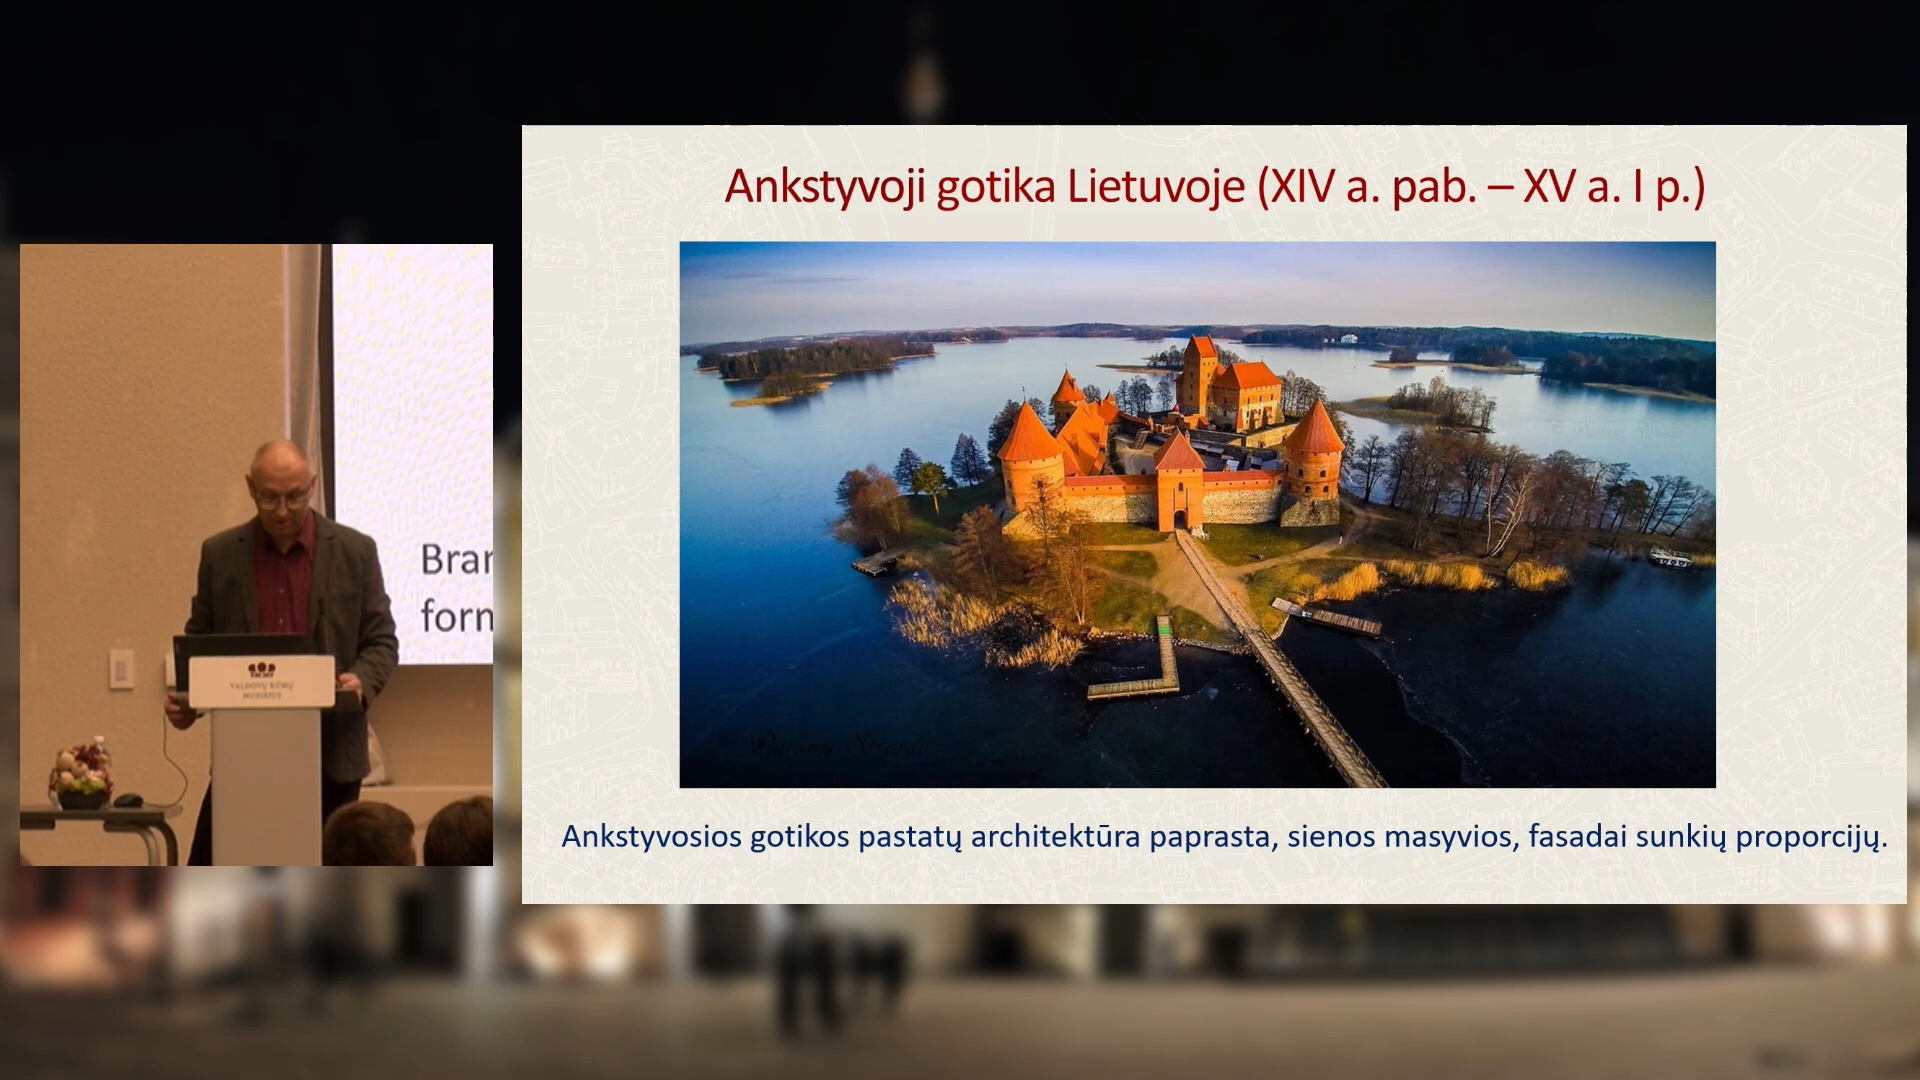 Ankstyvoji gotika Lietuvoje (XIV a. pab. – XV a. I p.)
Bran
forn
VALDOVŲ RŪMŲ
MUZIEJUS
Ankstyvosios gotikos pastatų architektūra paprasta, sienos masyvios, fasadai sunkių proporcijų.